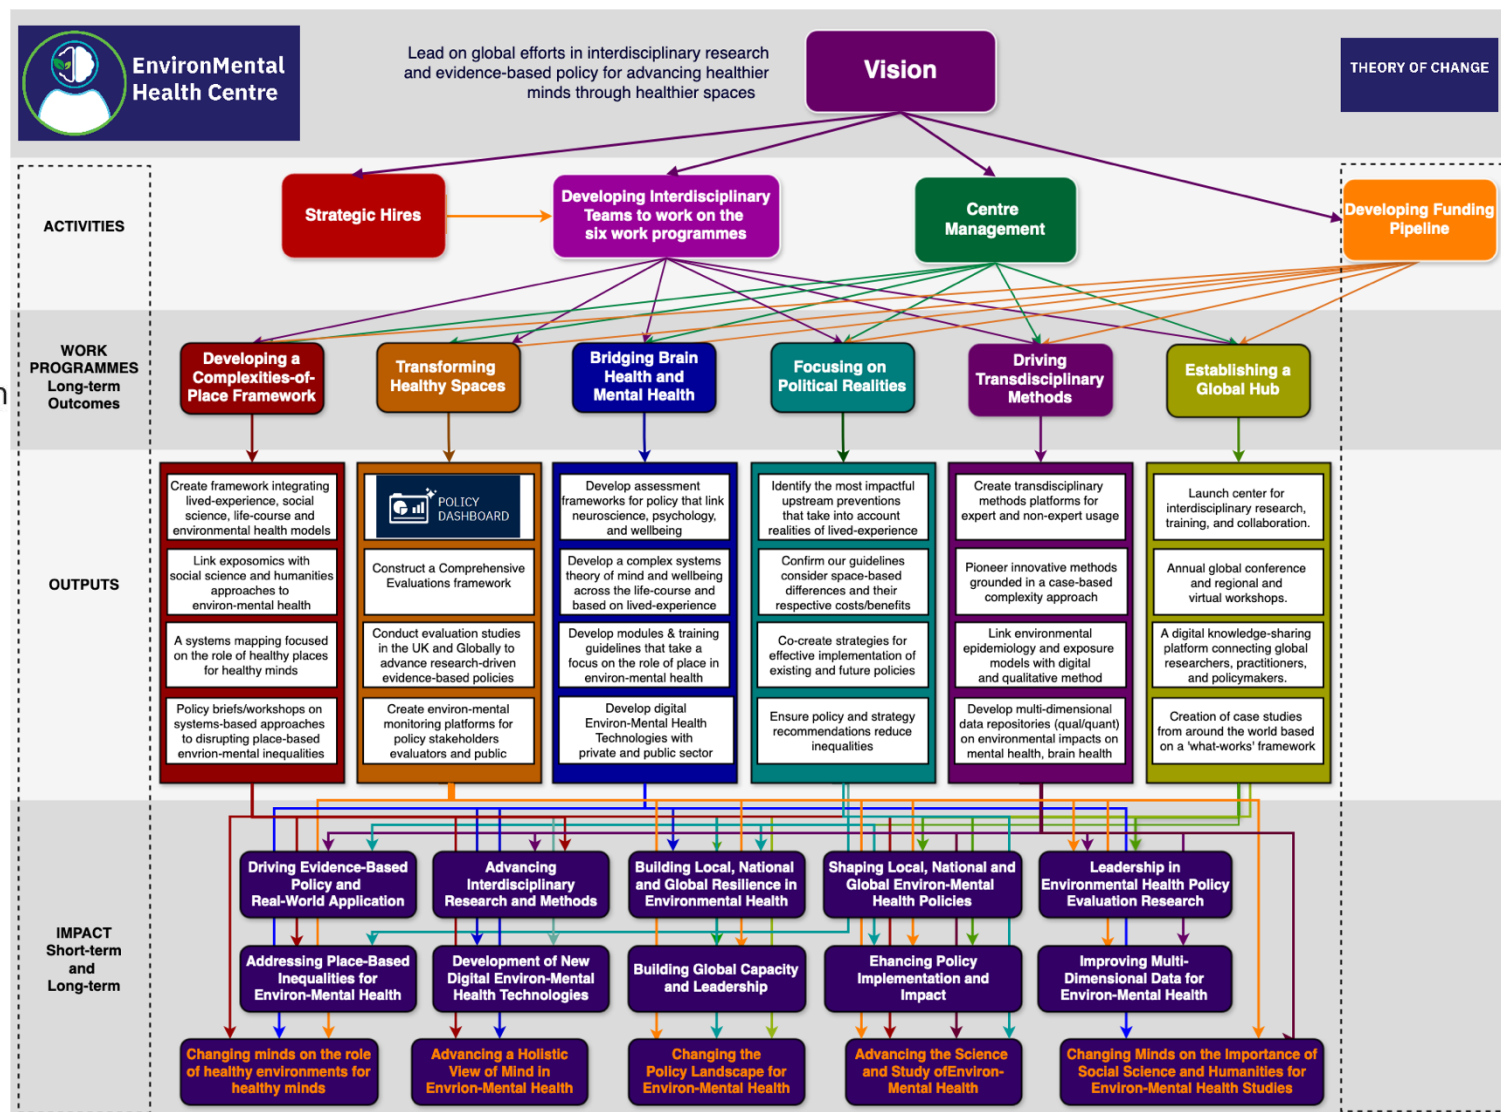 EnvironMental
Health Centre
Lead on global efforts in interdisciplinary research
and evidence-based policy for advancing healthier
minds through healthier spaces
Vision
THEORY OF CHANGE
ACTIVITIES
Strategic Hires
Developing Interdisciplinary
Teams to work on the
six work programmes
Centre
Management
Developing Funding
Pipeline
WORK
PROGRAMMES
Long-term
Outcomes
n
Developing a
Complexities-of-
Place Framework
Transforming
Healthy Spaces
Bridging Brain
Health and
Mental Health
Focusing on
Political Realities
Driving
Transdisciplinary
Methods
Establishing a
Global Hub
OUTPUTS
Create framework integrating
lived-experience, social
science, life-course and
environmental health models
Link exposomics with
social science and humanities
approaches to
environ-mental health
A systems mapping focused
on the role of healthy places
for healthy minds
Policy briefs/workshops on
systems-based approaches
to disrupting place-based
envrion-mental inequalities
POLICY
DASHBOARD
Construct a Comprehensive
Evaluations framework
Conduct evaluation studies
in the UK and Globally to
advance research-driven
evidence-based policies
Create environ-mental
monitoring platforms for
policy stakeholders
evaluators and public
Develop assessment
frameworks for policy that link
neuroscience, psychology,
and wellbeing
Develop a complex systems
theory of mind and wellbeing
across the life-course and
based on lived-experience
Develop modules & training
guidelines that take a
focus on the role of place in
environ-mental health
Develop digital
Environ-Mental Health
Technologies with
private and public sector
Identify the most impactful
upstream preventions
that take into account
realities of lived-experience
Confirm our guidelines
consider space-based
differences and their
respective costs/benefits
Co-create strategies for
effective implementation of
existing and future policies
Ensure policy and strategy
recommendations reduce
inequalities
Create transdisciplinary
methods platforms for
expert and non-expert usage
Pioneer innovative methods
grounded in a case-based
complexity approach
Link environmental
epidemiology and exposure
models with digital
and qualitative method
Develop multi-dimensional
data repositories (qual/quant)
on environmental impacts on
mental health, brain health
Launch center for
interdisciplinary research,
training, and collaboration.
Annual global conference
and regional and
virtual workshops.
A digital knowledge-sharing
platform connecting global
researchers, practitioners,
and policymakers.
Creation of case studies
from around the world based
on a 'what-works' framework
IMPACT
Short-term
and
Long-term
Driving Evidence-Based
Policy and
Real-World Application
Advancing
Interdisciplinary
Research and Methods
Building Local, National
and Global Resilience in
Environmental Health
Shaping Local, National and
Global Environ-Mental
Health Policies
Leadership in
Environmental Health Policy
Evaluation Research
Addressing Place-Based
Inequalities for
Environ-Mental Health
Development of New
Digital Environ-Mental
Health Technologies
Building Global Capacity
and Leadership
Ehancing Policy
Implementation and
Impact
Improving Multi-
Dimensional Data for
Environ-Mental Health
Changing minds on the role
of healthy environments for
healthy minds
Advancing a Holistic
View of Mind in
Envrion-Mental Health
Changing the
Policy Landscape for
Environ-Mental Health
Advancing the Science
and Study ofEnviron-
Mental Health
Changing Minds on the Importance of
Social Science and Humanities for
Environ-Mental Health Studies